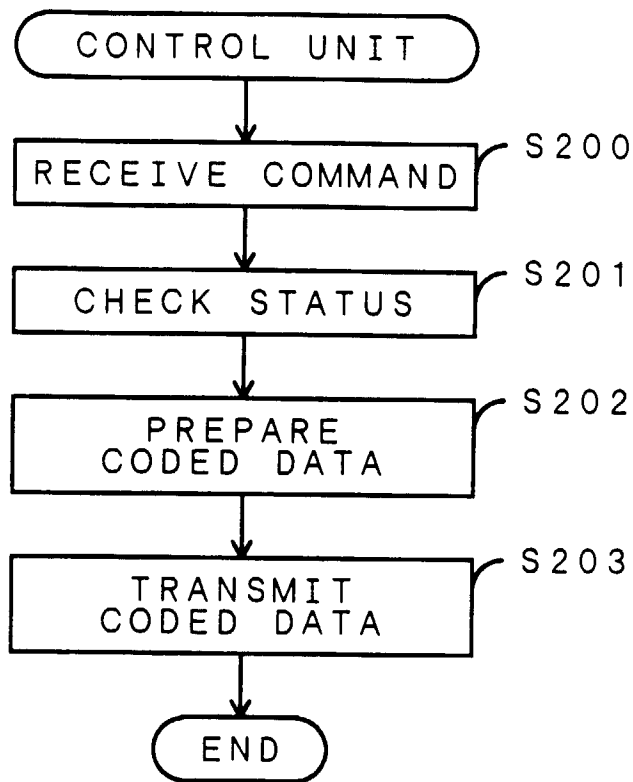 CONTROL UNIT
RECEIVE COMMAND
S200
CHECK STATUS
S201
PREPARE
CODED DATA
S202
TRANSMIT
CODED DATA
S203
END